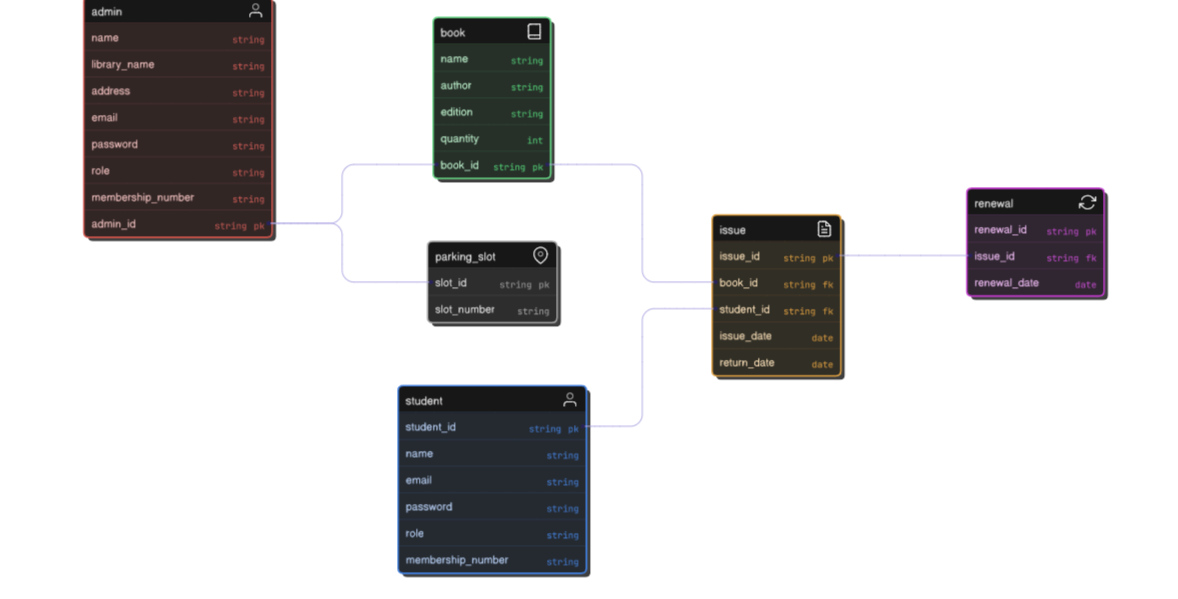 admin
name string
library_name string
address string
email string
password string
role string
membership_number string
admin_id string pk
book
name string
author string
edition string
quantity int
book_id string pk
parking_slot
slot_id string pk
slot_number string
student
student_id string pk
name string
email string
password string
role string
membership_number string
issue
issue_id string pk
book_id string fk
student_id string fk
issue_date date
return_date date
renewal
renewal_id string pk
issue_id string fk
renewal_date date